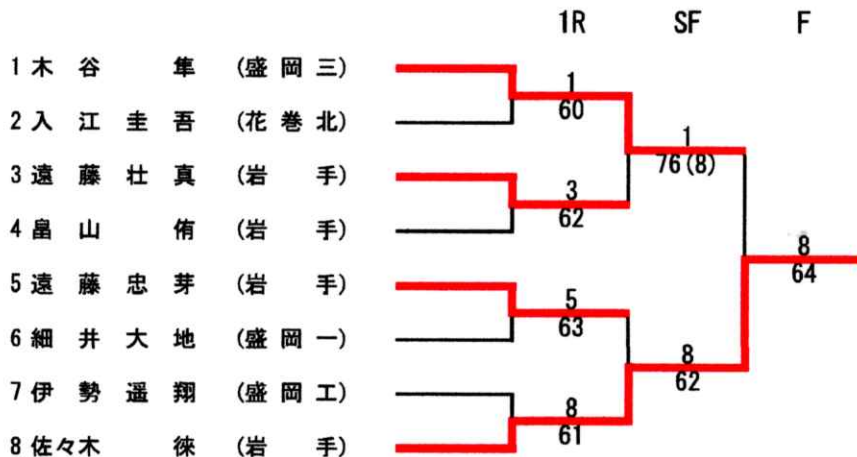 1R SF F
1 木谷 隼 (盛岡三)
1
60
2 入江圭吾 (花巻北)
1
76(8)
3 遠藤壮真 (岩手)
3
62
4 畠山 侑 (岩手)
8
64
5 遠藤忠芽 (岩手)
5
63
6 細井大地 (盛岡一)
8
62
7 伊勢遥翔 (盛岡工)
8
61
8 佐々木 徠 (岩手)